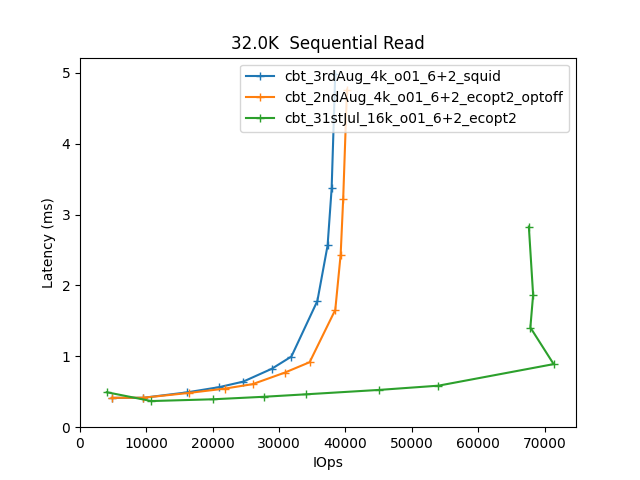 32.0K  Sequential Read
cbt_3rdAug_4k_o01_6+2_squid
cbt_2ndAug_4k_o01_6+2_ecopt2_optoff
cbt_31stJul_16k_o01_6+2_ecopt2
Latency (ms)
5
4
3
2
1
0
0 10000 20000 30000 40000 50000 60000 70000
IOps